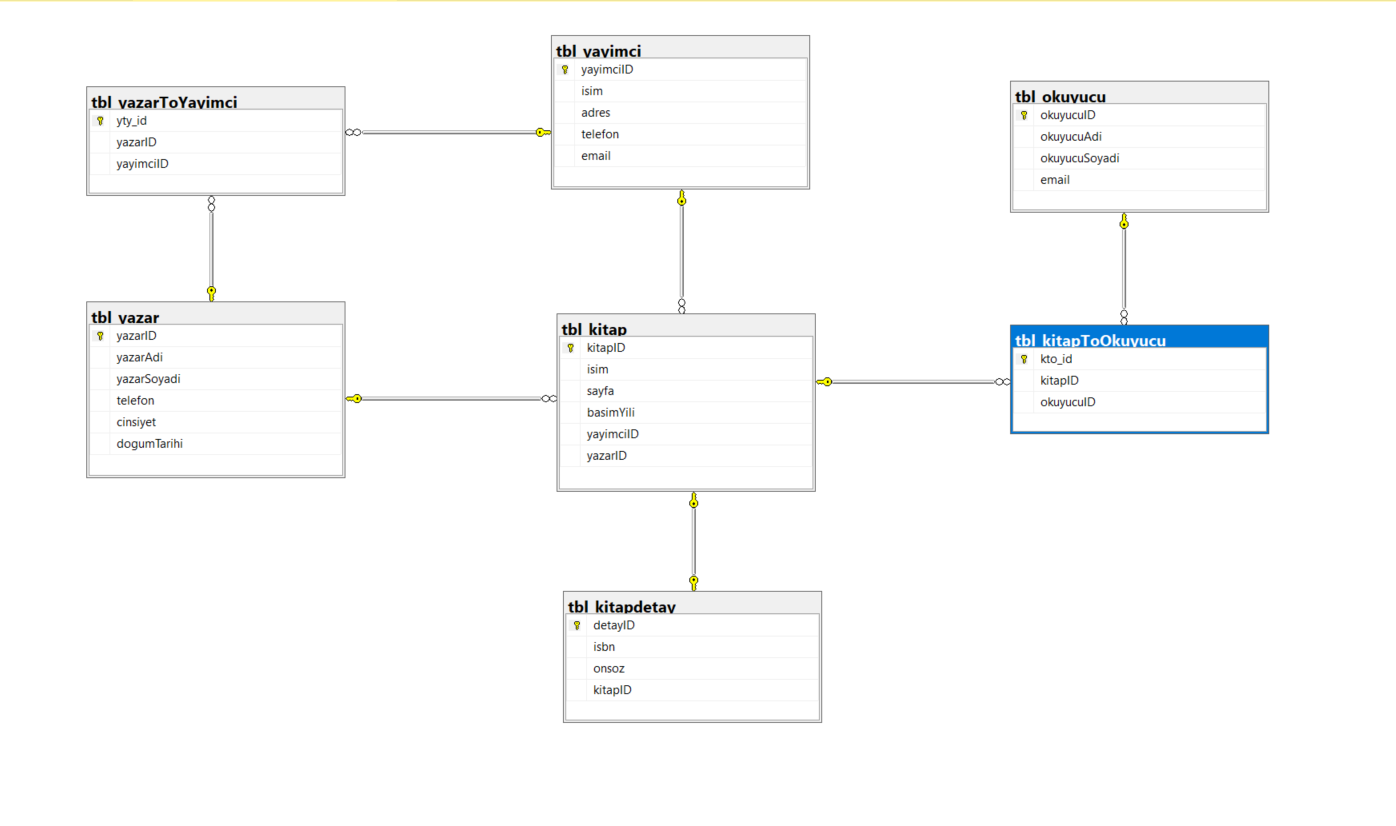 tbl_yayimci
yayimciID
isim
adres
telefon
email
tbl_yazarToYayimci
yty_id
yazarID
yayimciID
tbl_okuyucu
okuyucuID
okuyucuAdi
okuyucuSoyadi
email
tbl_yazar
yazarID
yazarAdi
yazarSoyadi
telefon
cinsiyet
dogumTarihi
tbl_kitap
kitapID
isim
sayfa
basimYili
yayimciID
yazarID
tbl_kitapToOkuyucu
kto_id
kitapID
okuyucuID
tbl_kitapdetay
detayID
isbn
onsoz
kitapID